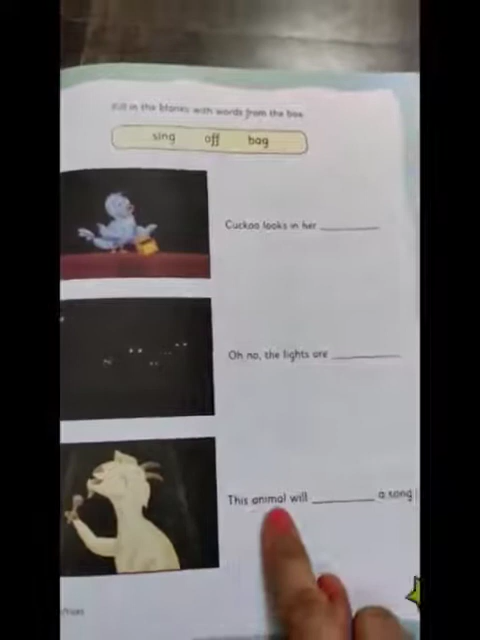 Fill in the blanks with words from the box
sing off bag
Cuckoo looks in her
Oh no, the lights are
This animal will a song